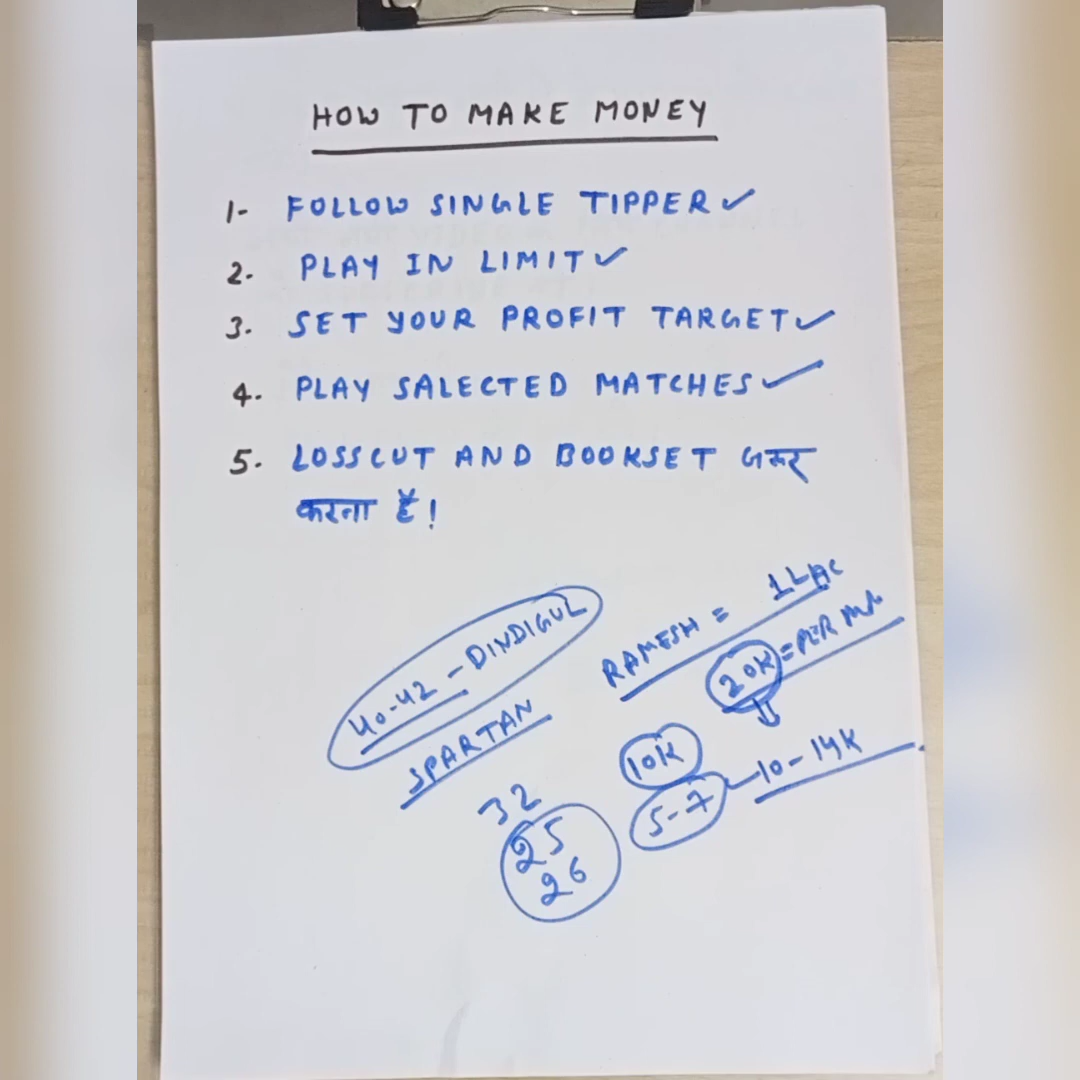 HOW TO MAKE MONEY
1- FOLLOW SINGLE TIPPER ✓
2. PLAY IN LIMIT ✓
3. SET YOUR PROFIT TARGET ✓
4. PLAY SALECTED MATCHES ✓
5. LOSSCUT AND BOOKSET जरूर
करना है!
40-42 - DINDIGUL
SPARTAN
32
25
26
RAMESH = 1 LAC
20K = PER
10K
5-7 - 10-14K